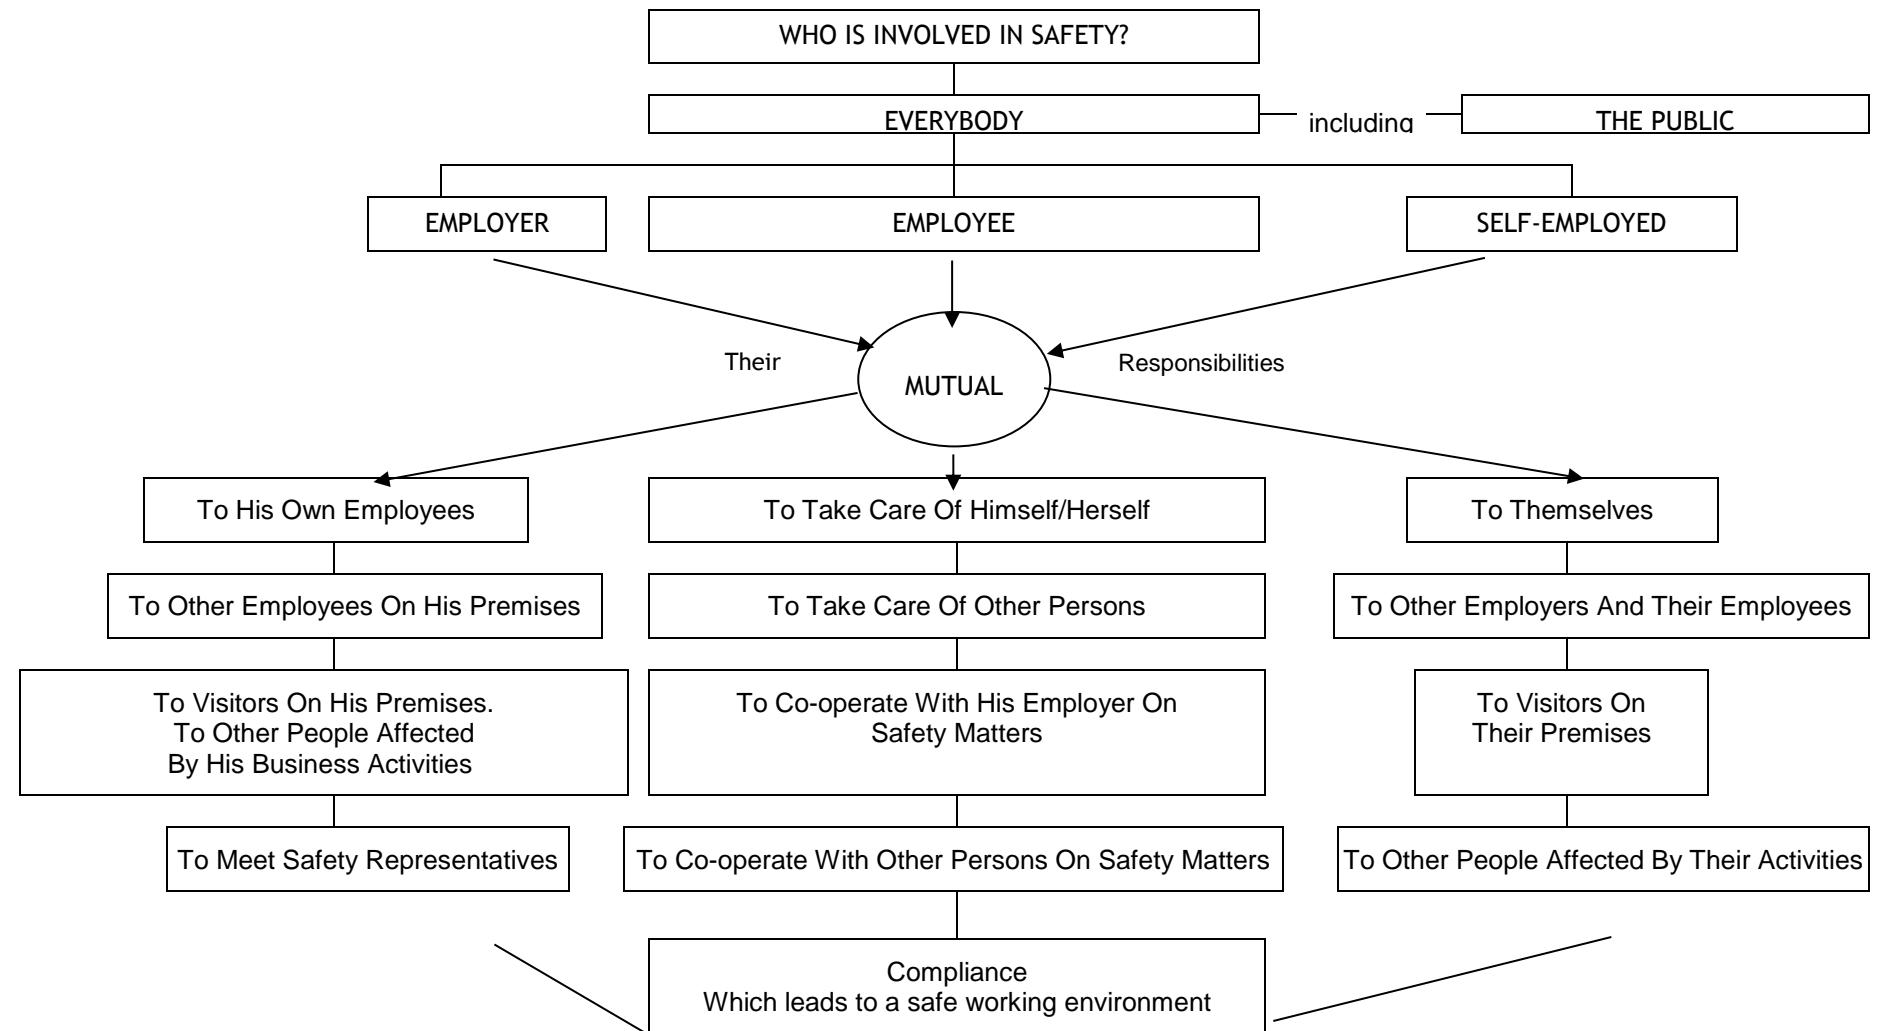 WHO IS INVOLVED IN SAFETY?
EVERYBODY
including
THE PUBLIC
EMPLOYER
EMPLOYEE
SELF-EMPLOYED
Their
MUTUAL
Responsibilities
To His Own Employees
To Take Care Of Himself/Herself
To Themselves
To Other Employees On His Premises
To Take Care Of Other Persons
To Other Employers And Their Employees
To Visitors On His Premises.
To Other People Affected
By His Business Activities
To Co-operate With His Employer On
Safety Matters
To Visitors On
Their Premises
To Meet Safety Representatives
To Co-operate With Other Persons On Safety Matters
To Other People Affected By Their Activities
Compliance
Which leads to a safe working environment